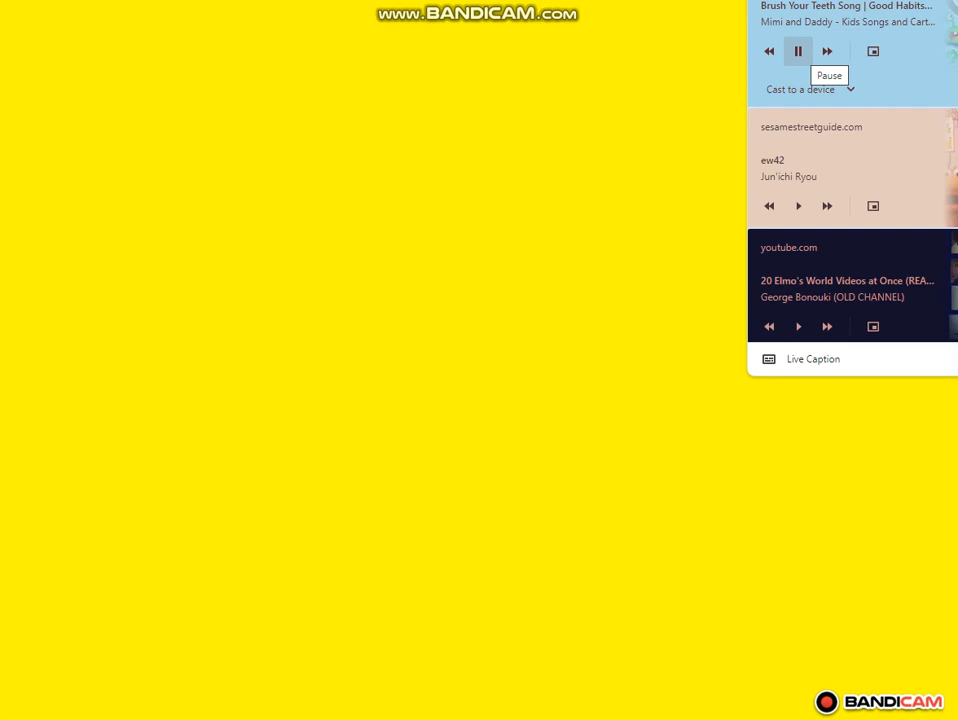 www.BANDICAM.com
Brush Your Teeth Song | Good Habits...
Mimi and Daddy - Kids Songs and Cart...
Pause
Cast to a device
sesamestreetguide.com
ew42
Jun'ichi Ryou
youtube.com
20 Elmo's World Videos at Once (REA...
George Bonouki (OLD CHANNEL)
Live Caption
BANDICAM